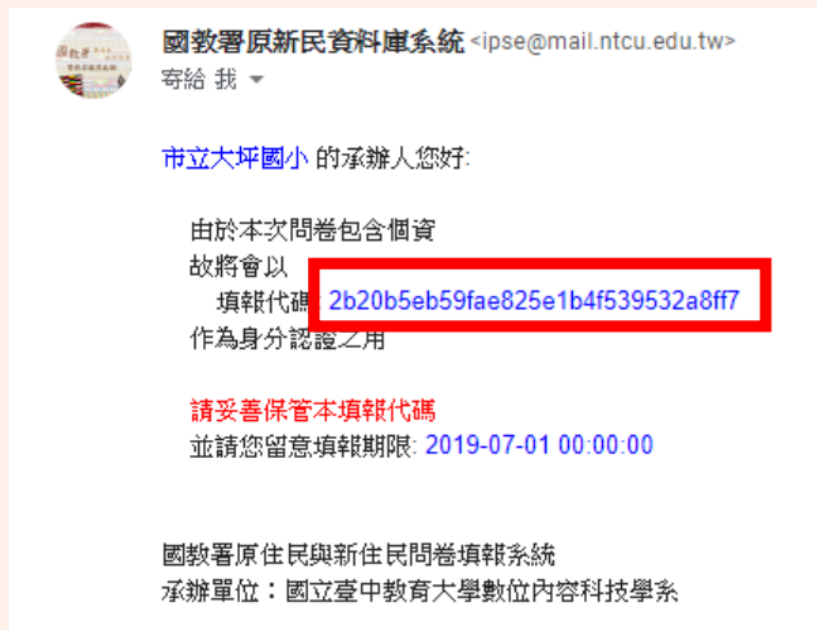 國教署原新民資料庫系統 <ipse@mail.ntcu.edu.tw>
寄給 我
市立大坪國小 的承辦人您好:
由於本次問卷包含個資
故將會以
填報代碼: 2b20b5eb59fae825e1b4f539532a8ff7
作為身分認證之用
請妥善保管本填報代碼
並請您留意填報期限: 2019-07-01 00:00:00
國教署原住民與新住民問卷填報系統
承辦單位：國立臺中教育大學數位內容科技學系